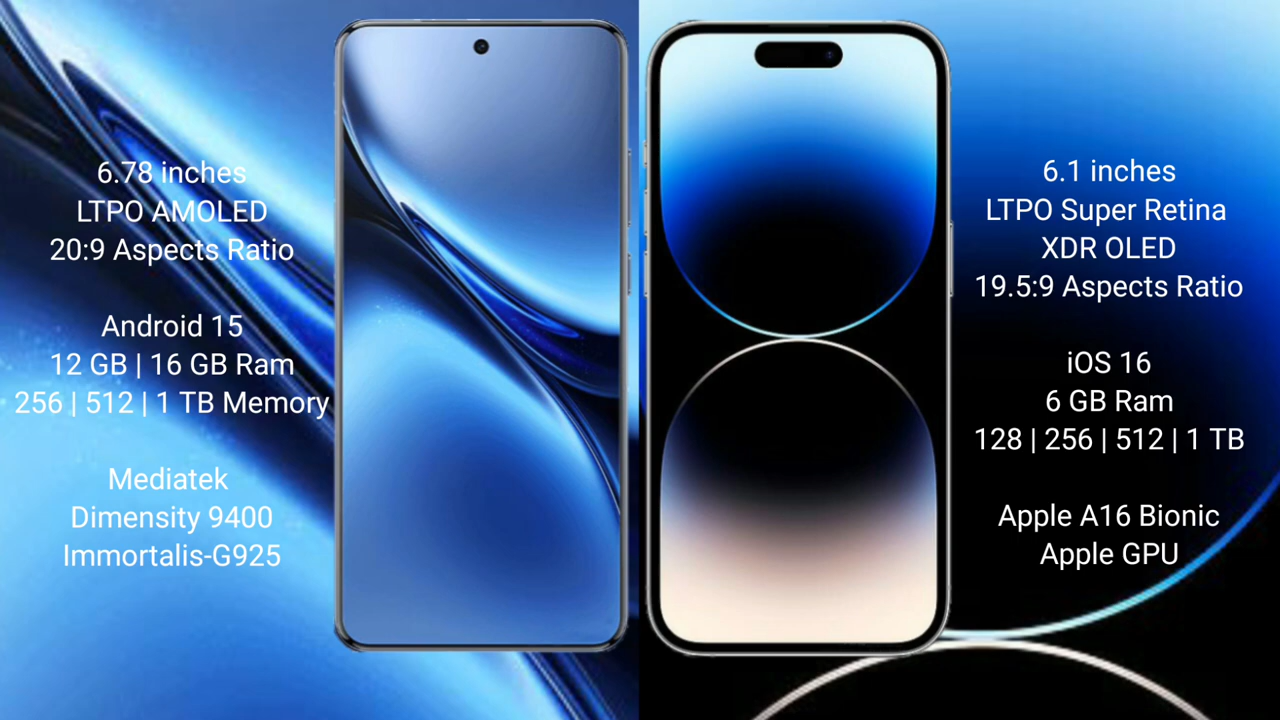 6.78 inches
LTPO AMOLED
20:9 Aspects Ratio
Android 15
12 GB | 16 GB Ram
256 | 512 | 1 TB Memory
Mediatek
Dimensity 9400
Immortalis-G925
6.1 inches
LTPO Super Retina
XDR OLED
19.5:9 Aspects Ratio
iOS 16
6 GB Ram
128 | 256 | 512 | 1 TB
Apple A16 Bionic
Apple GPU